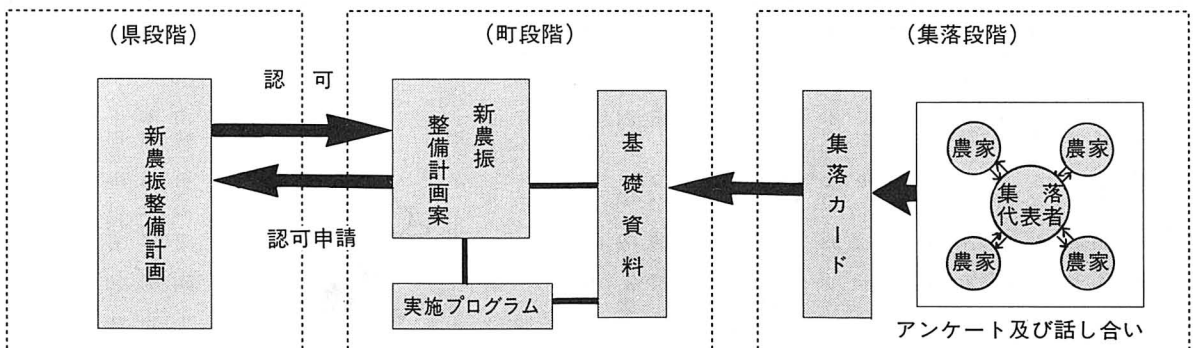 （県段階）
新農振整備計画
認　可
認可申請
（町段階）
新農振
整備計画案
実施プログラム
基礎資料
（集落段階）
集落カード
農家
農家
集　落
代表者
農家
農家
アンケート及び話し合い